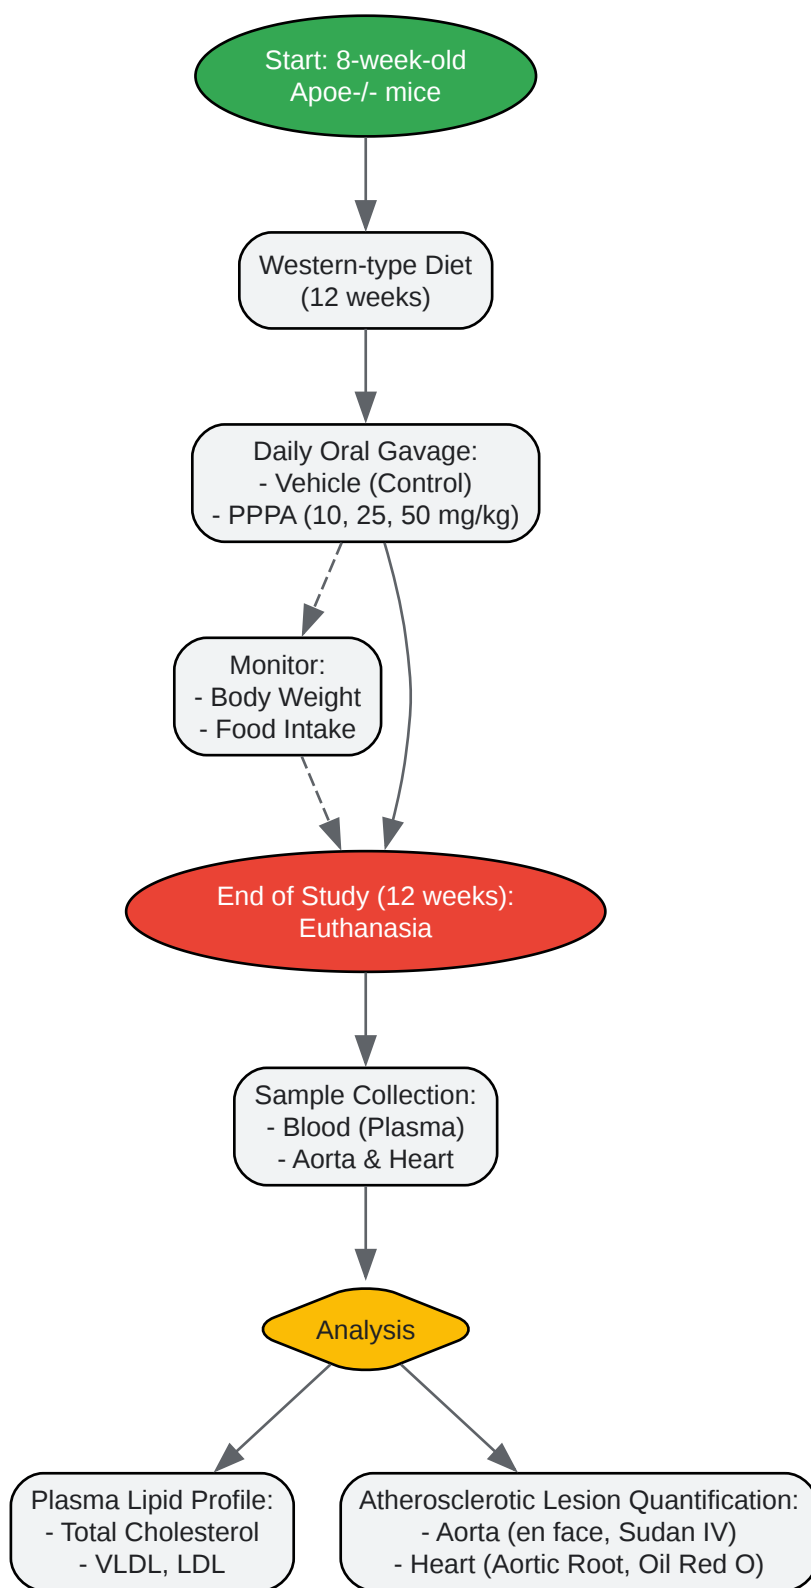 Start: 8-week-old
Apoe-/- mice
Western-type Diet
(12 weeks)
Daily Oral Gavage:
- Vehicle (Control)
- PPPA (10, 25, 50 mg/kg)
Monitor:
- Body Weight
- Food Intake
End of Study (12 weeks):
Euthanasia
Sample Collection:
- Blood (Plasma)
- Aorta & Heart
Analysis
Plasma Lipid Profile:
- Total Cholesterol
- VLDL, LDL
Atherosclerotic Lesion Quantification:
- Aorta (en face, Sudan IV)
- Heart (Aortic Root, Oil Red O)